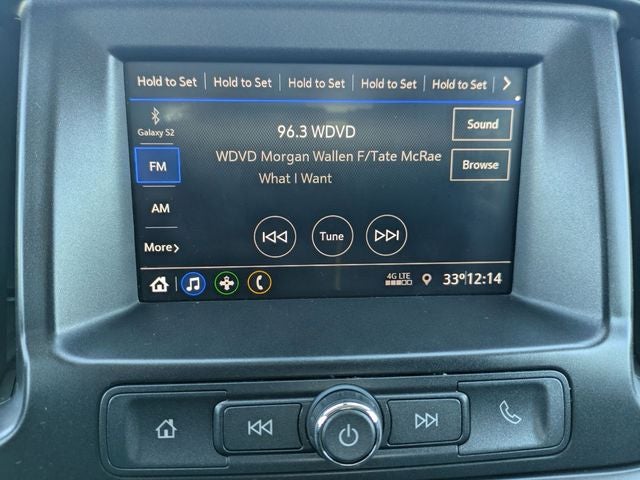 Hold to Set Hold to Set Hold to Set Hold to Set Hold to Set >
Galaxy S2
96.3 WDVD
Sound
FM
WDVD Morgan Wallen F/Tate McRae
What I Want
Browse
AM
Tune
More>
4G LTE
33° 12:14